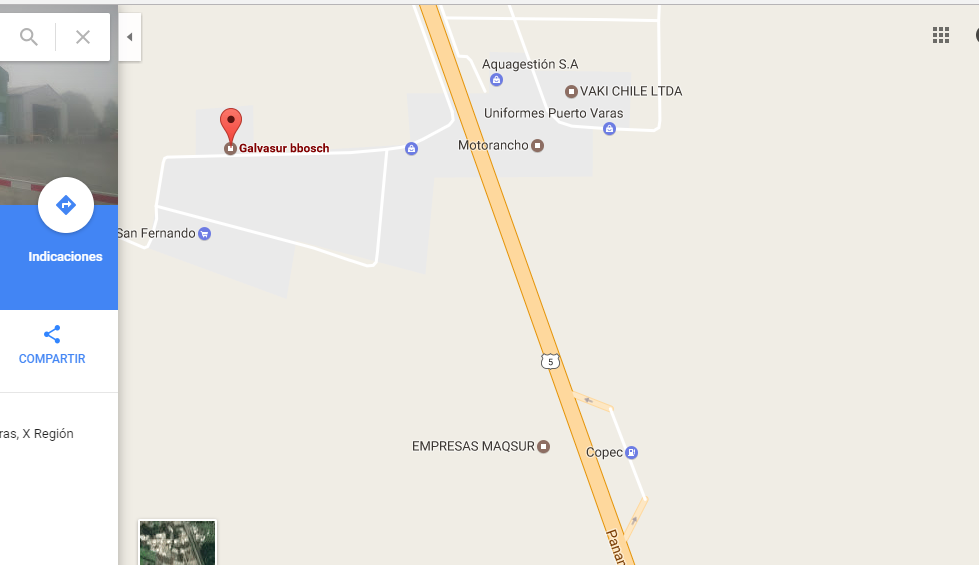 Aquagestión S.A
VAKI CHILE LTDA
Uniformes Puerto Varas
Motorancho
Galvasur bbosch
San Fernando
Indicaciones
5
COMPARTIR
ras, X Región
EMPRESAS MAQSUR
Copec
Panar